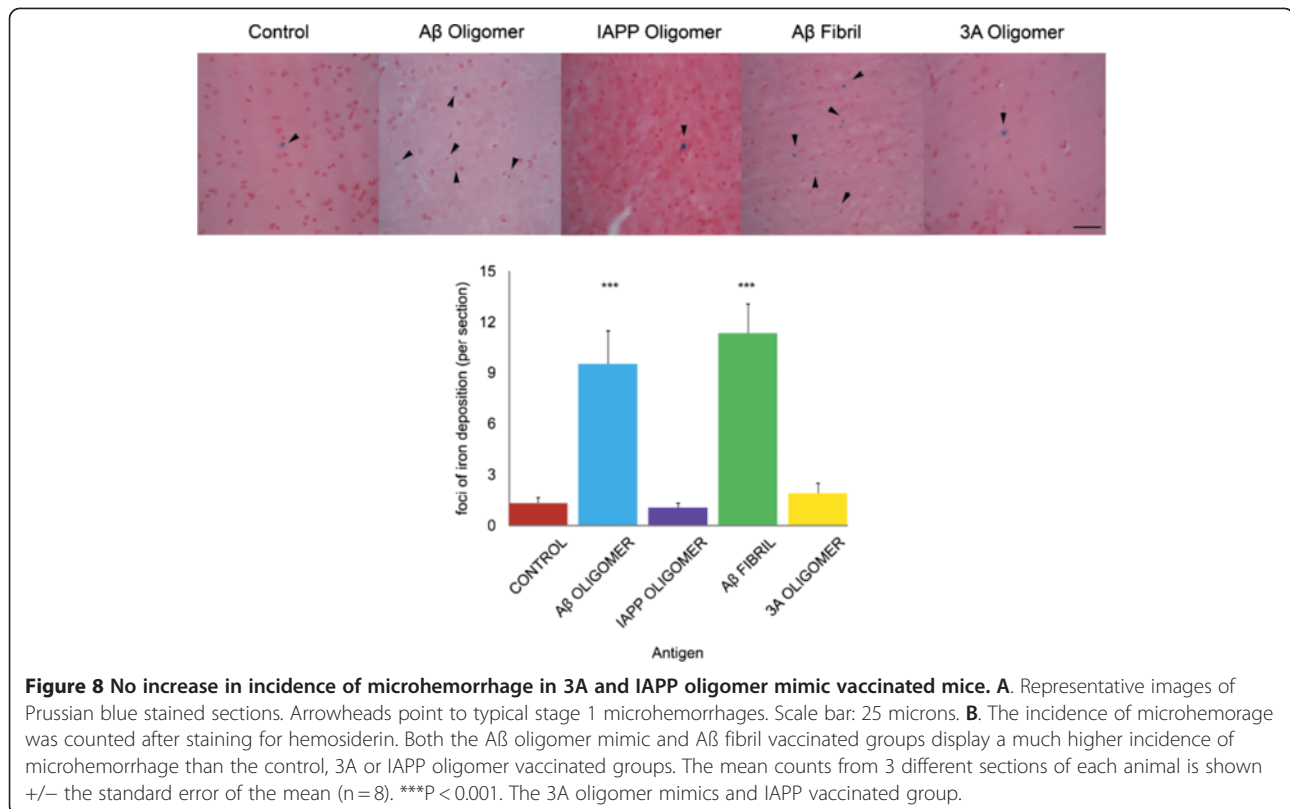 Control Aβ Oligomer IAPP Oligomer Aβ Fibril 3A Oligomer
15
12
9
6
3
0
*** ***
foci of iron deposition (per section)
CONTROL
Aβ OLIGOMER
IAPP OLIGOMER
Aβ FIBRIL
3A OLIGOMER
Antigen
Figure 8 No increase in incidence of microhemorrhage in 3A and IAPP oligomer mimic vaccinated mice. A. Representative images of
Prussian blue stained sections. Arrowheads point to typical stage 1 microhemorrhages. Scale bar: 25 microns. B. The incidence of microhemorage
was counted after staining for hemosiderin. Both the Aß oligomer mimic and Aß fibril vaccinated groups display a much higher incidence of
microhemorrhage than the control, 3A or IAPP oligomer vaccinated groups. The mean counts from 3 different sections of each animal is shown
+/− the standard error of the mean (n = 8). ***P < 0.001. The 3A oligomer mimics and IAPP vaccinated group.